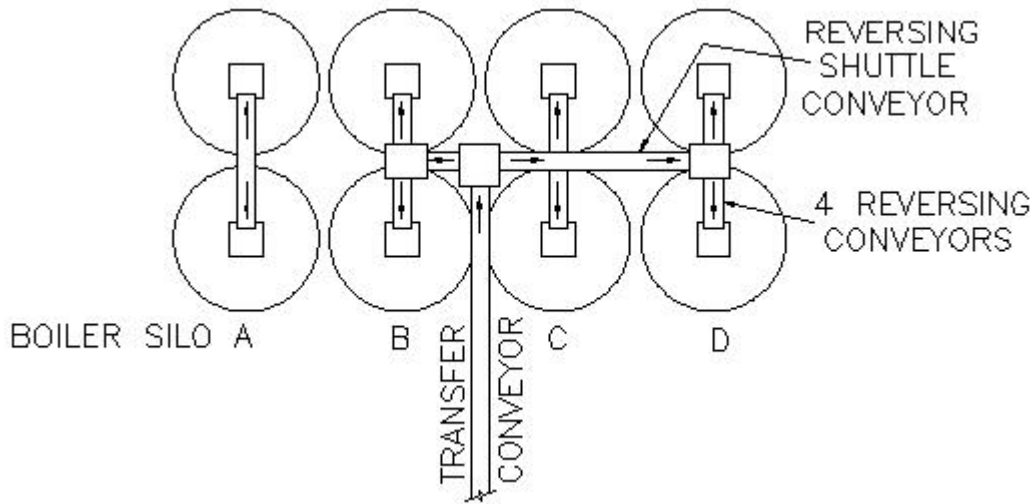 REVERSING
SHUTTLE
CONVEYOR
4 REVERSING
CONVEYORS
BOILER SILO A
B
C
D
TRANSFER
CONVEYOR